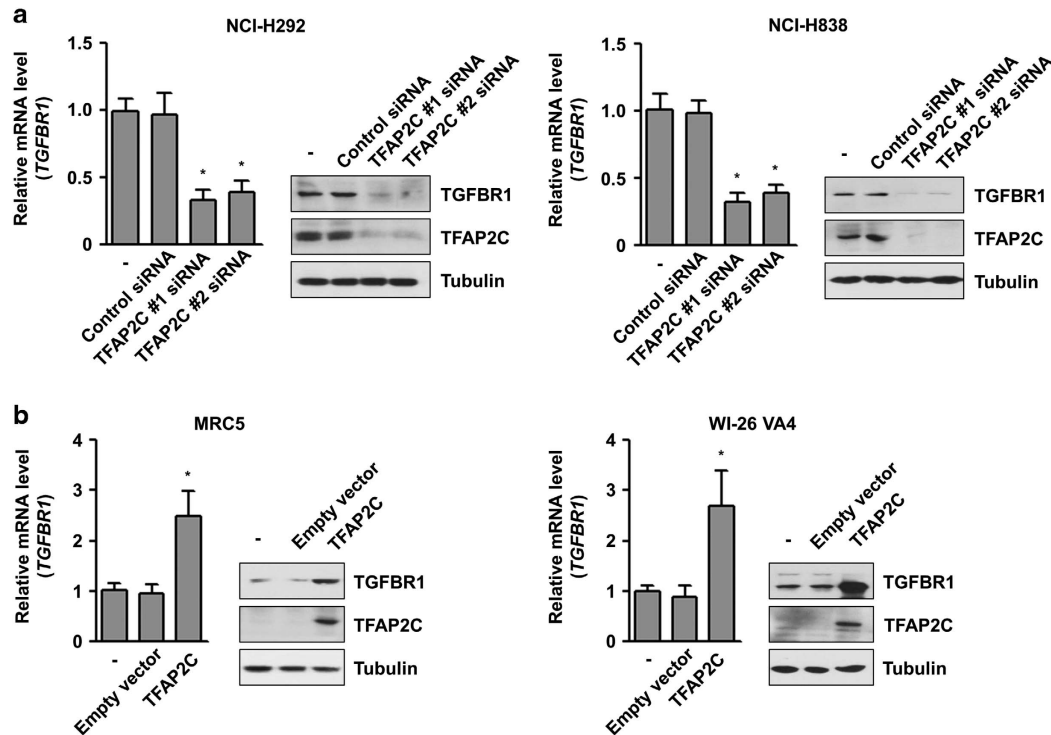 a
NCI-H292
Relative mRNA level
(TGFBR1)
1.5
1.0
0.5
0
*
*
-
Control siRNA
TFAP2C #1 siRNA
TFAP2C #2 siRNA
-
Control siRNA
TFAP2C #1 siRNA
TFAP2C #2 siRNA
TGFBR1
TFAP2C
Tubulin
NCI-H838
Relative mRNA level
(TGFBR1)
1.5
1.0
0.5
0
*
*
-
Control siRNA
TFAP2C #1 siRNA
TFAP2C #2 siRNA
-
Control siRNA
TFAP2C #1 siRNA
TFAP2C #2 siRNA
TGFBR1
TFAP2C
Tubulin
b
MRC5
Relative mRNA level
(TGFBR1)
4
3
2
1
0
*
-
Empty vector
TFAP2C
-
Empty vector
TFAP2C
TGFBR1
TFAP2C
Tubulin
WI-26 VA4
Relative mRNA level
(TGFBR1)
4
3
2
1
0
*
-
Empty vector
TFAP2C
-
Empty vector
TFAP2C
TGFBR1
TFAP2C
Tubulin